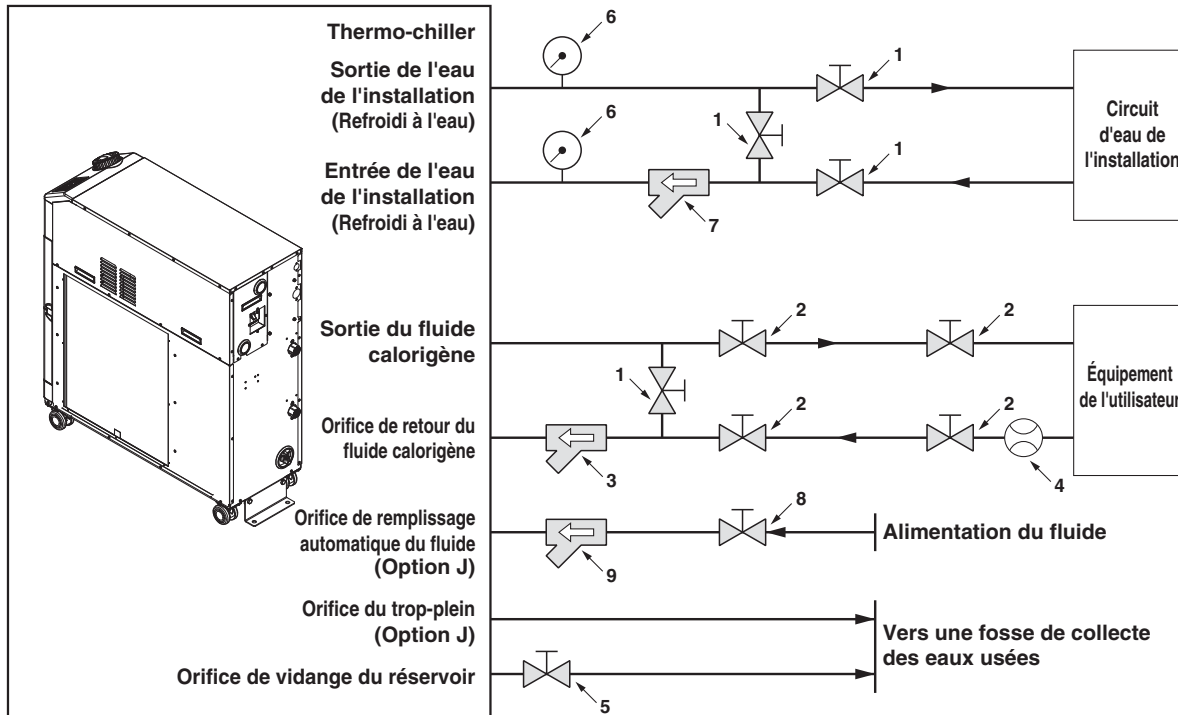 Thermo-chiller
6
1
Sortie de l'eau
de l'installation
(Refroidi à l'eau)
1
6
1
Circuit
d'eau de
l'installation
Entrée de l'eau
de l'installation
(Refroidi à l'eau)
7
Sortie du fluide
calorigène
2
2
1
Équipement
de l'utilisateur
Orifice de retour du
fluide calorigène
2
2
3
4
Orifice de remplissage
automatique du fluide
(Option J)
8
9
Alimentation du fluide
Orifice du trop-plein
(Option J)
Vers une fosse de collecte
des eaux usées
Orifice de vidange du réservoir
5